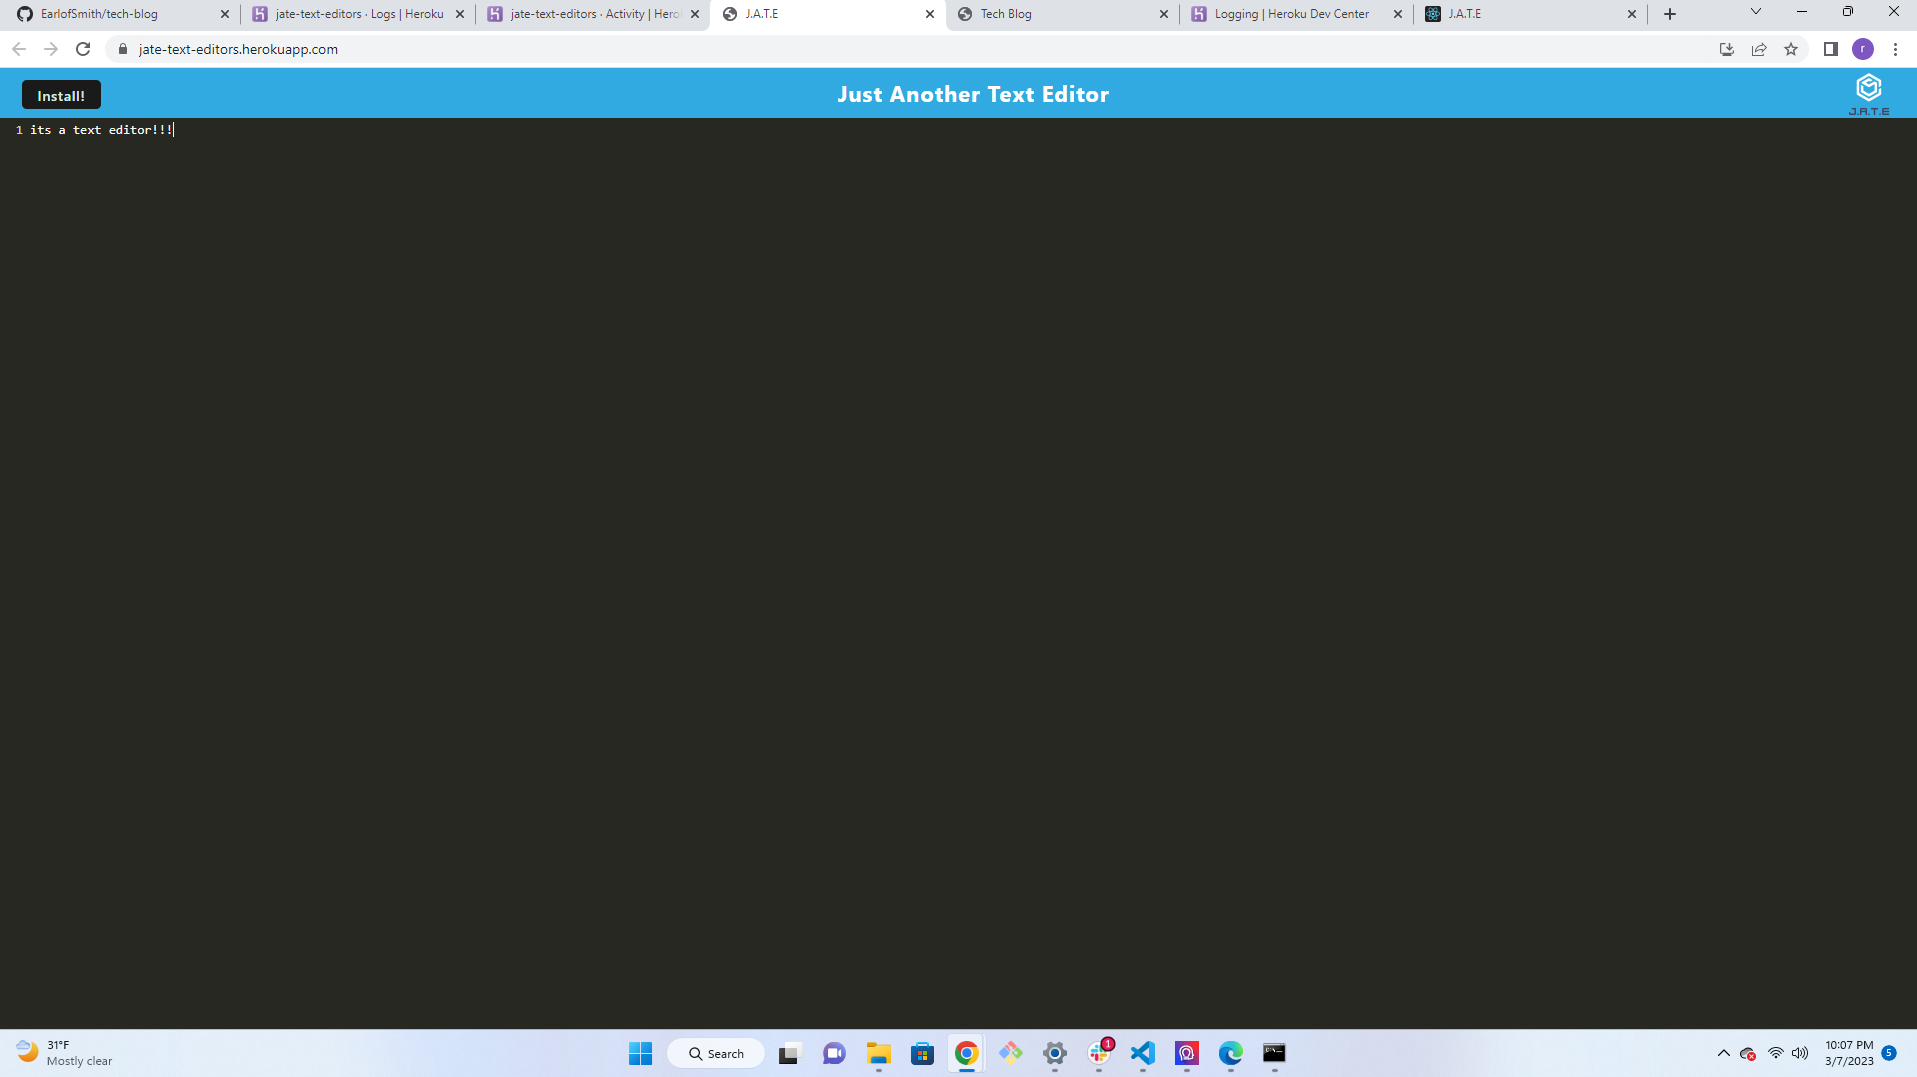 EarlofSmith/tech-blog
jate-text-editors · Logs | Heroku
jate-text-editors · Activity | Hero
J.A.T.E
Tech Blog
Logging | Heroku Dev Center
J.A.T.E
jate-text-editors.herokuapp.com
r
Install!
Just Another Text Editor
J.A.T.E
1 its a text editor!!!
31°F
Mostly clear
Search
1
10:07 PM
3/7/2023
5